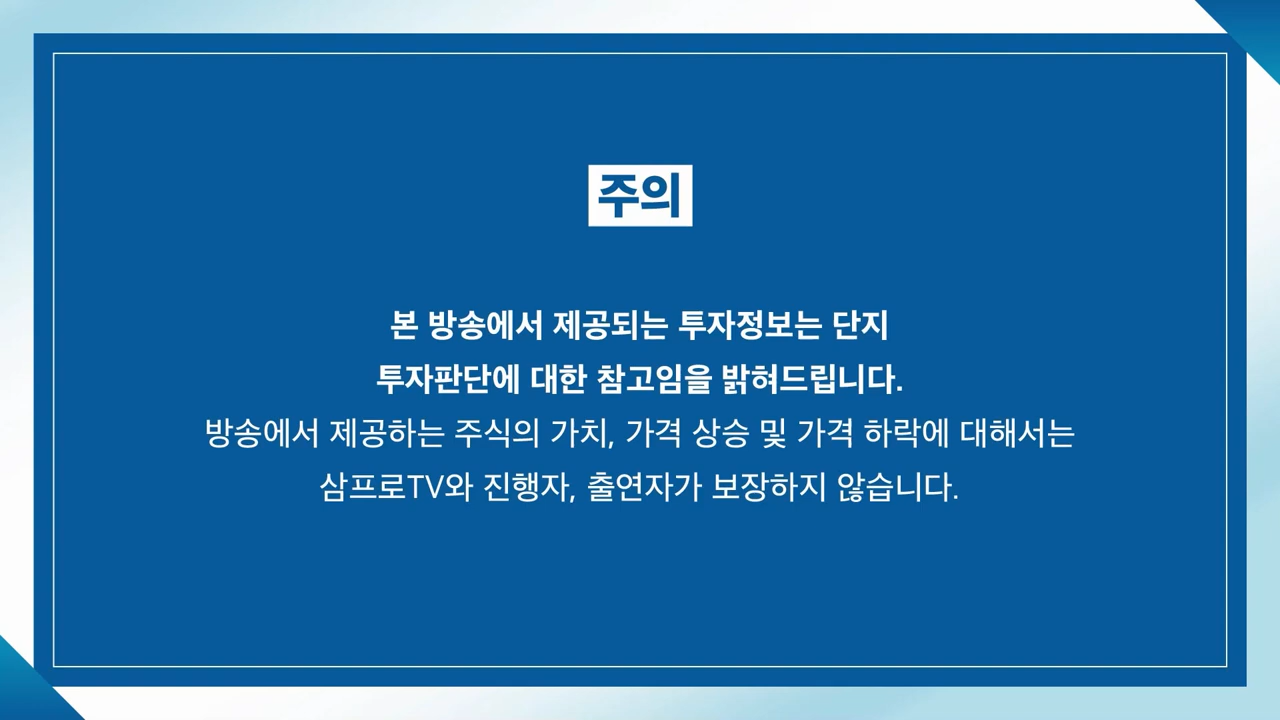 주의
본 방송에서 제공되는 투자정보는 단지
투자판단에 대한 참고임을 밝혀드립니다.
방송에서 제공하는 주식의 가치, 가격 상승 및 가격 하락에 대해서는
삼프로TV와 진행자, 출연자가 보장하지 않습니다.